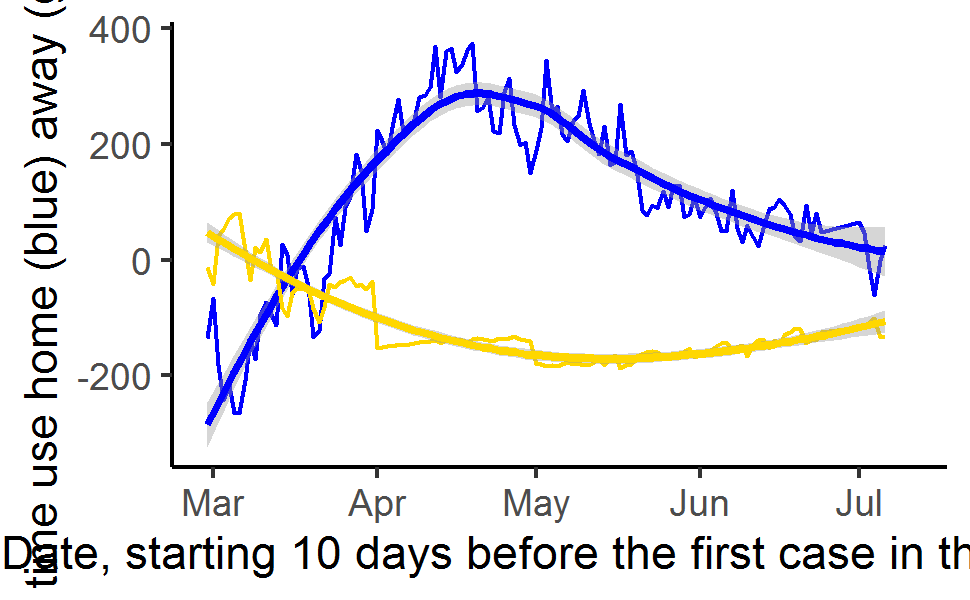 time use home (blue) away (
400
200
0
-200
Mar Apr May Jun Jul
Date, starting 10 days before the first case in th